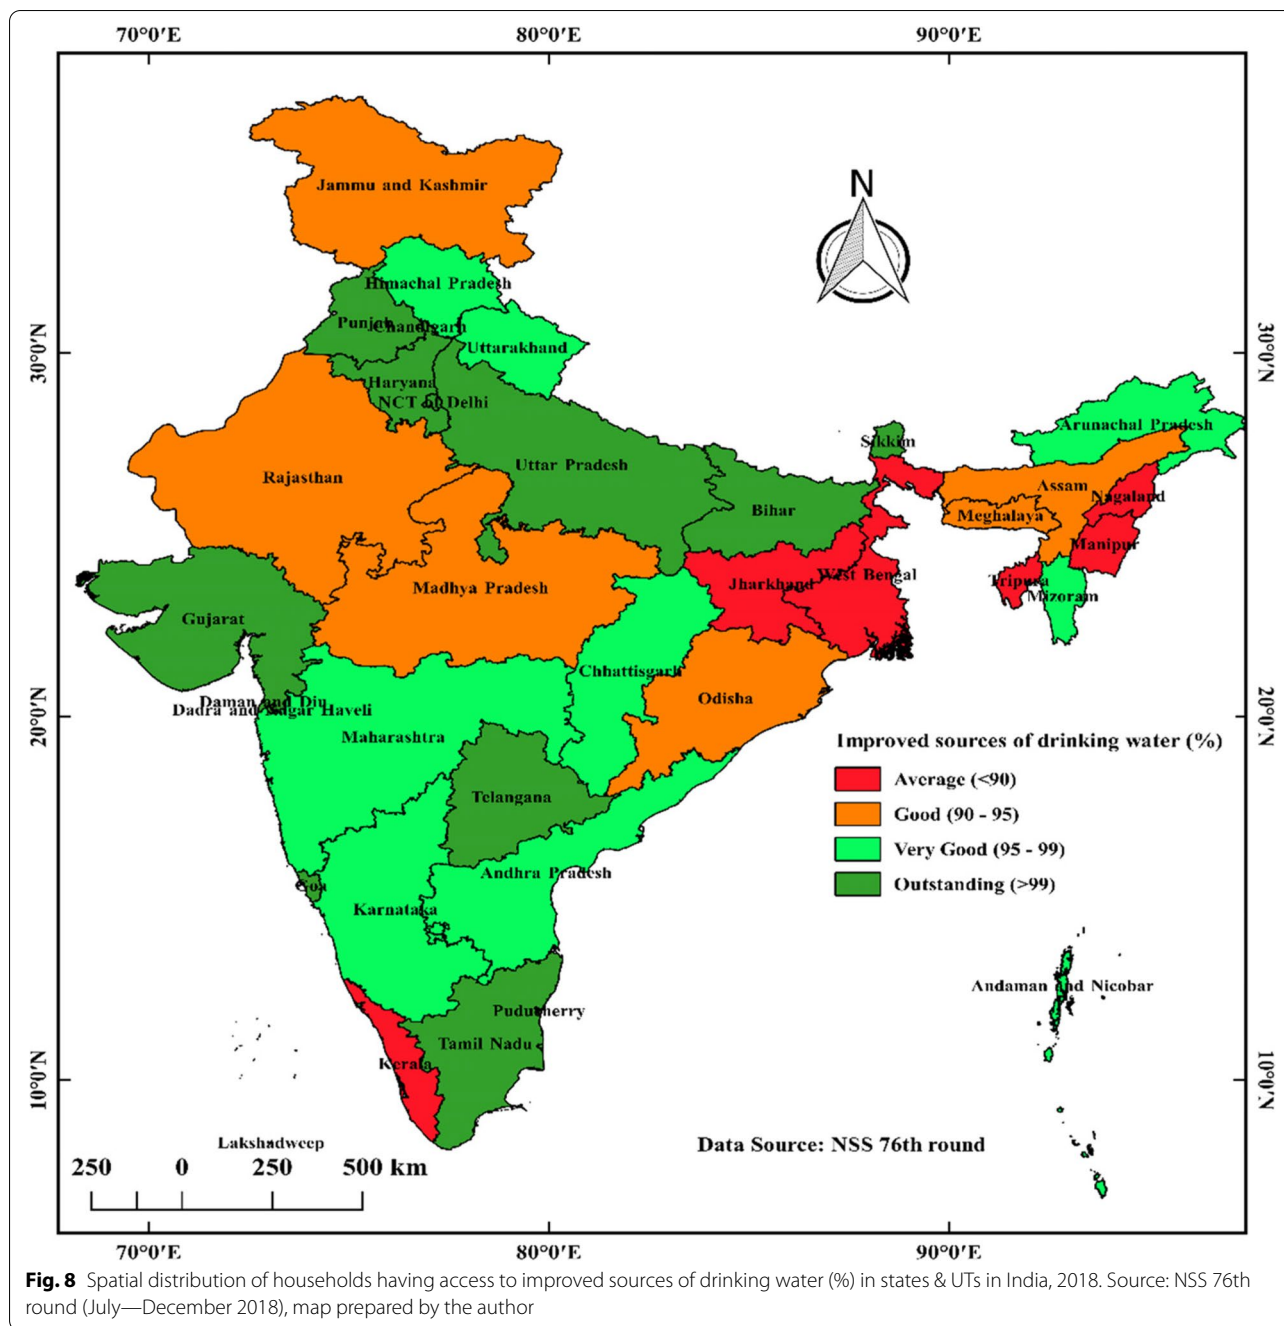 70°0′E 80°0′E 90°0′E
N
Jammu and Kashmir
Himachal Pradesh
Punjab
Chandigarh
Uttarakhand
30°0′N
30°0′N
Haryana
NCT of Delhi
Arunachal Pradesh
Sikkim
Uttar Pradesh
Rajasthan
Assam
Nagaland
Bihar
Meghalaya
Manipur
West Bengal
Jharkhand
Tripura
Madhya Pradesh
Mizoram
Gujarat
Chhattisgarh
Odisha
Daman and Diu
Dadra and Nagar Haveli
20°0′N
20°0′N
Maharashtra
Improved sources of drinking water (%)
Average (<90)
Good (90 - 95)
Very Good (95 - 99)
Outstanding (>99)
Telangana
Andhra Pradesh
Goa
Karnataka
Andaman and Nicobar
Puducherry
Tamil Nadu
Kerala
10°0′N
10°0′N
Lakshadweep
Data Source: NSS 76th round
250 0 250 500 km
70°0′E 80°0′E 90°0′E
Fig. 8 Spatial distribution of households having access to improved sources of drinking water (%) in states & UTs in India, 2018. Source: NSS 76th
round (July—December 2018), map prepared by the author